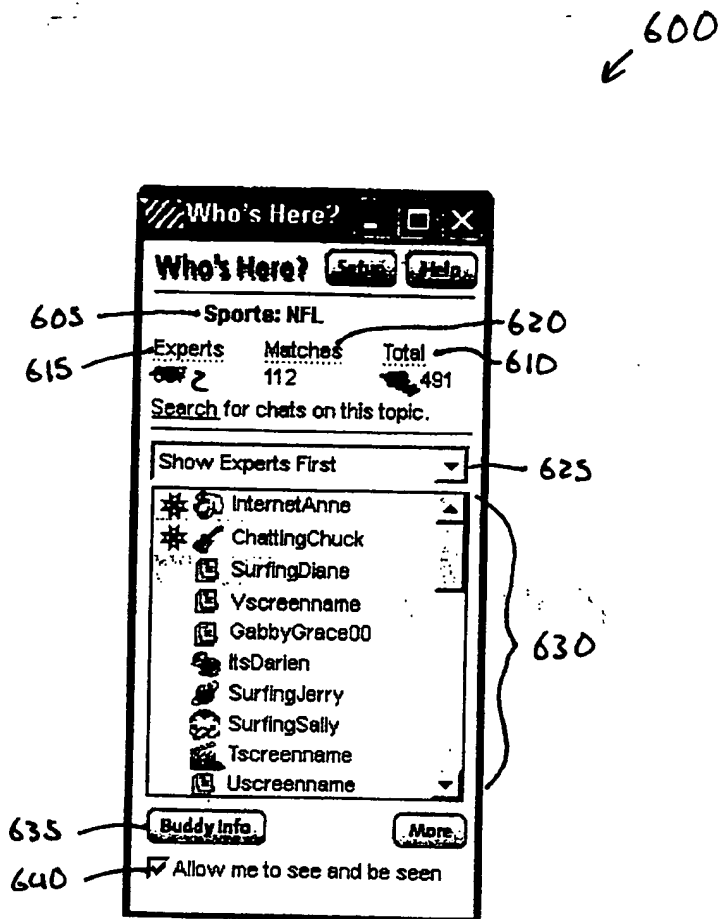 600
Who's Here?
Who's Here? Setup Help
605 Sports: NFL 620
615 Experts Matches Total 610
2 112 491
Search for chats on this topic.
Show Experts First 625
InternetAnne
ChattingChuck
SurfingDiane
Vscreenname
GabbyGrace00
630
ItsDarien
SurfingJerry
SurfingSally
Tscreenname
Uscreenname
635 Buddy Info More
640 Allow me to see and be seen